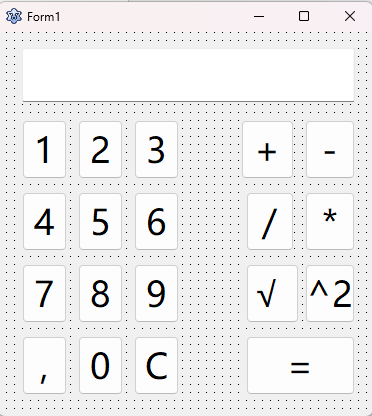 Form1
1 2 3 + -
4 5 6 / *
7 8 9 √ ^2
, 0 C =